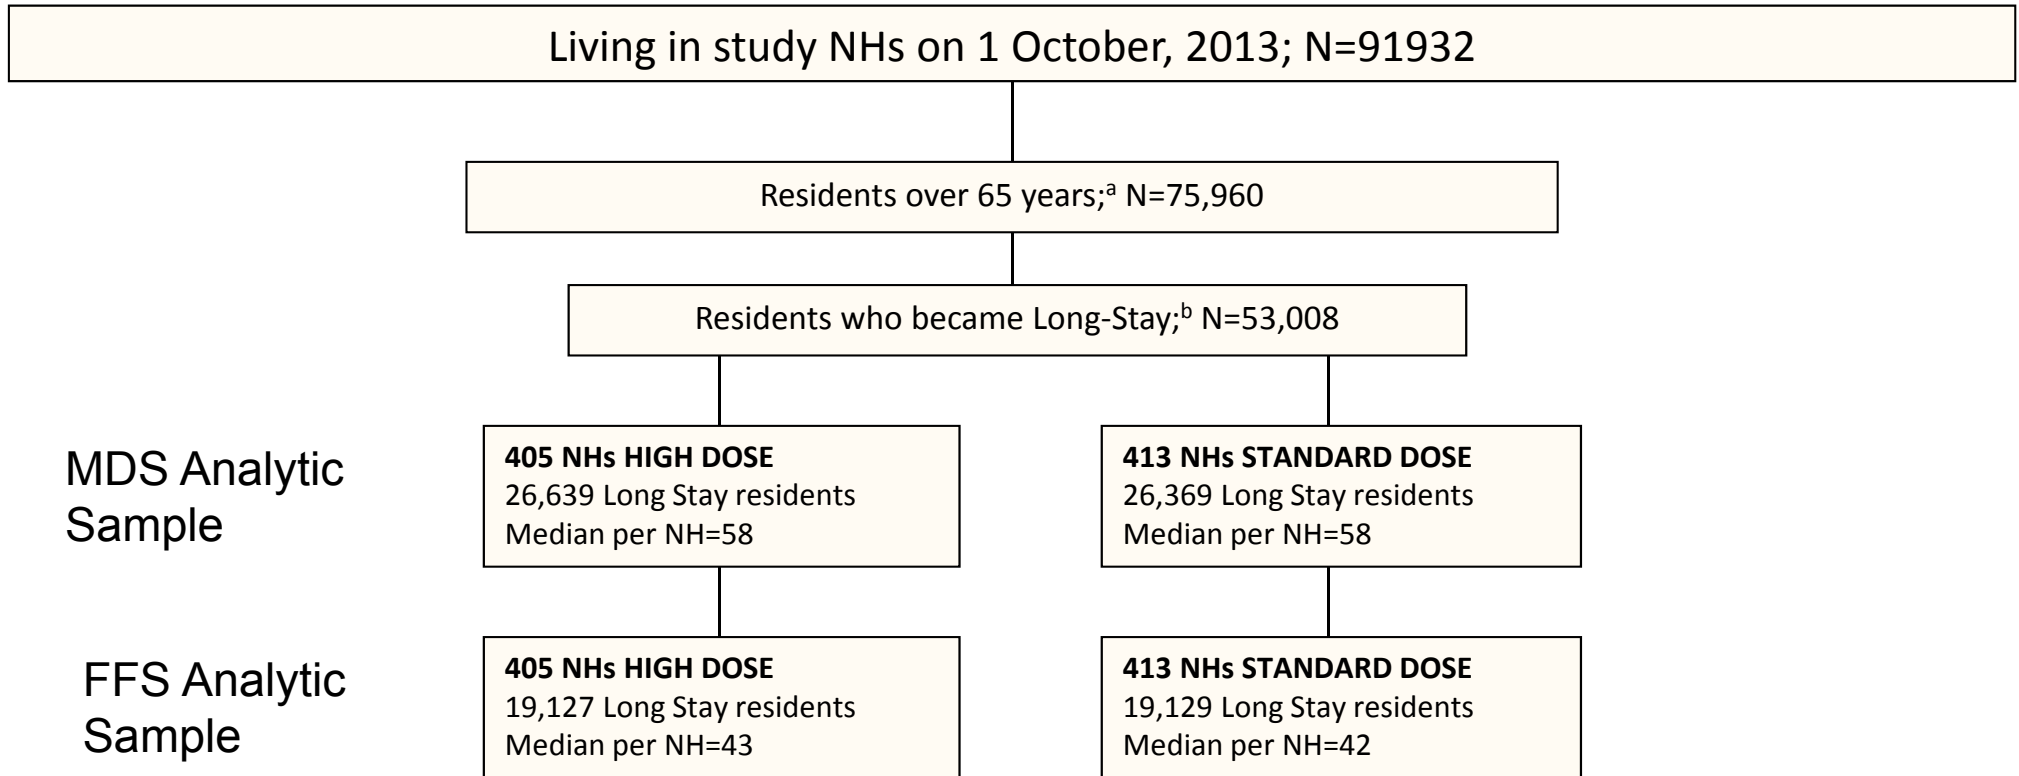 Living in study NHs on 1 October, 2013; N=91932
Residents over 65 years;ᵃ N=75,960
Residents who became Long-Stay;ᵇ N=53,008
MDS Analytic
Sample
405 NHs HIGH DOSE
26,639 Long Stay residents
Median per NH=58
413 NHs STANDARD DOSE
26,369 Long Stay residents
Median per NH=58
FFS Analytic
Sample
405 NHs HIGH DOSE
19,127 Long Stay residents
Median per NH=43
413 NHs STANDARD DOSE
19,129 Long Stay residents
Median per NH=42